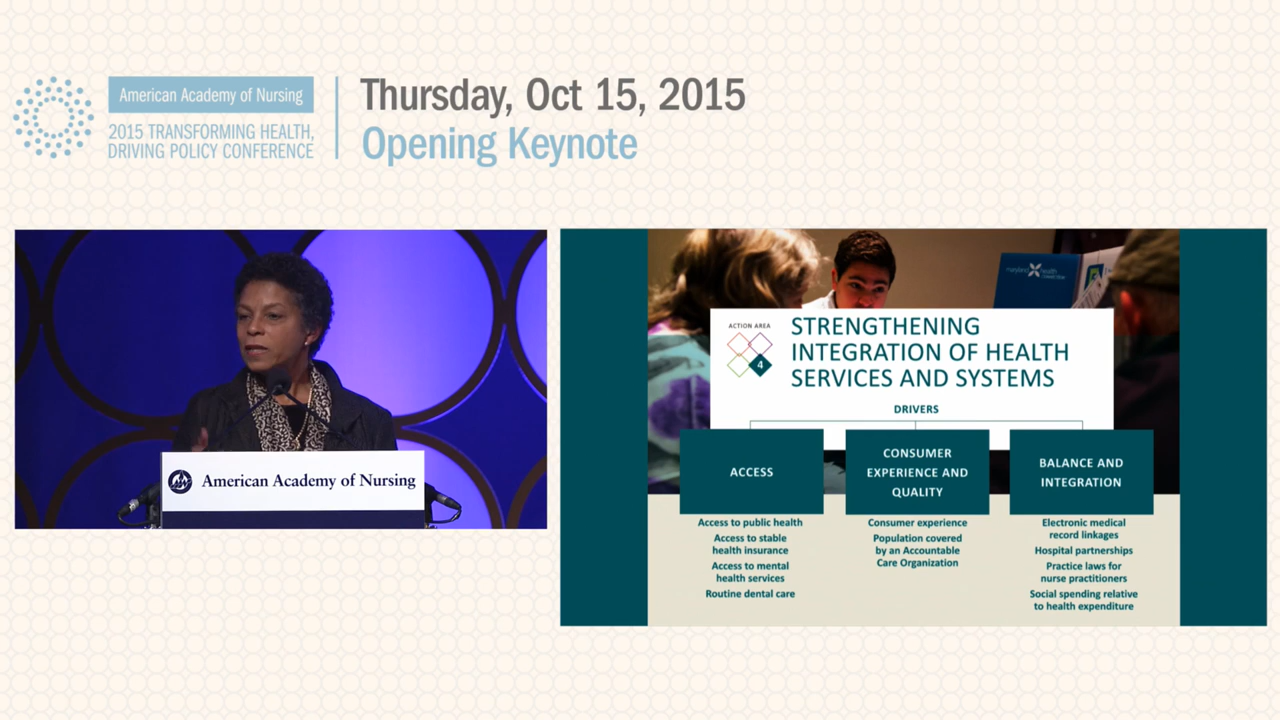 American Academy of Nursing
2015 TRANSFORMING HEALTH,
DRIVING POLICY CONFERENCE
Thursday, Oct 15, 2015
Opening Keynote
American Academy of Nursing
maryland health
ACTION AREA
4
STRENGTHENING
INTEGRATION OF HEALTH
SERVICES AND SYSTEMS
DRIVERS
ACCESS
Access to public health
Access to stable
health insurance
Access to mental
health services
Routine dental care
CONSUMER
EXPERIENCE AND
QUALITY
Consumer experience
Population covered
by an Accountable
Care Organization
BALANCE AND
INTEGRATION
Electronic medical
record linkages
Hospital partnerships
Practice laws for
nurse practitioners
Social spending relative
to health expenditure